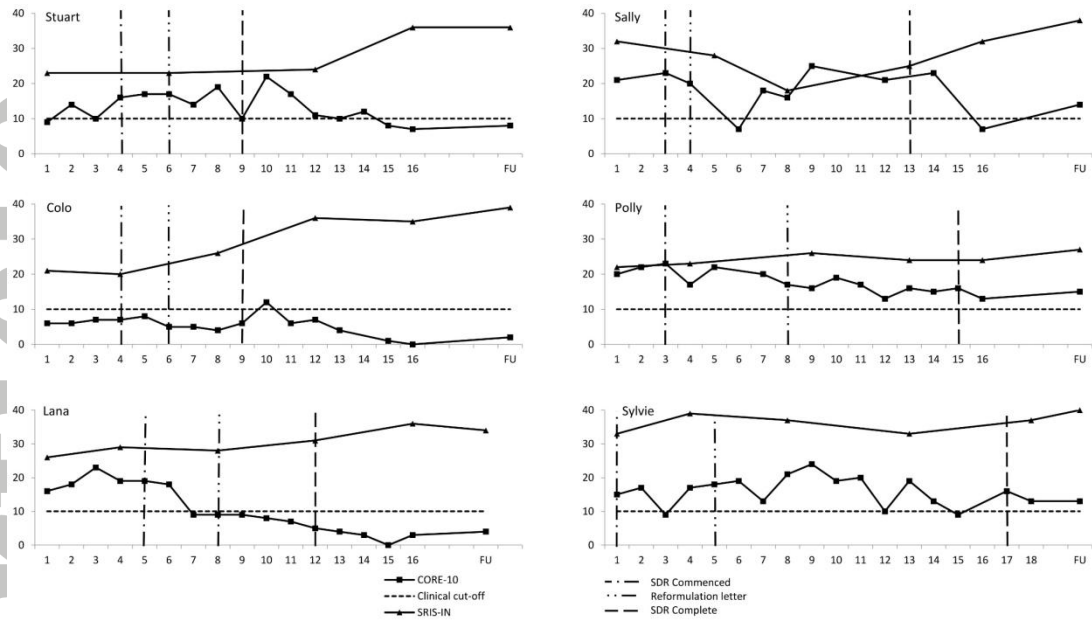 Stuart
40
30
20
10
0
1 2 3 4 5 6 7 8 9 10 11 12 13 14 15 16 FU
Sally
40
30
20
10
0
1 2 3 4 5 6 7 8 9 10 11 12 13 14 15 16 FU
Colo
40
30
20
10
0
1 2 3 4 5 6 7 8 9 10 11 12 13 14 15 16 FU
Polly
40
30
20
10
0
1 2 3 4 5 6 7 8 9 10 11 12 13 14 15 16 FU
Lana
40
30
20
10
0
1 2 3 4 5 6 7 8 9 10 11 12 13 14 15 16 FU
Sylvie
40
30
20
10
0
1 2 3 4 5 6 7 8 9 10 11 12 13 14 15 16 17 18 FU
CORE-10
Clinical cut-off
SRIS-IN
SDR Commenced
Reformulation letter
SDR Complete